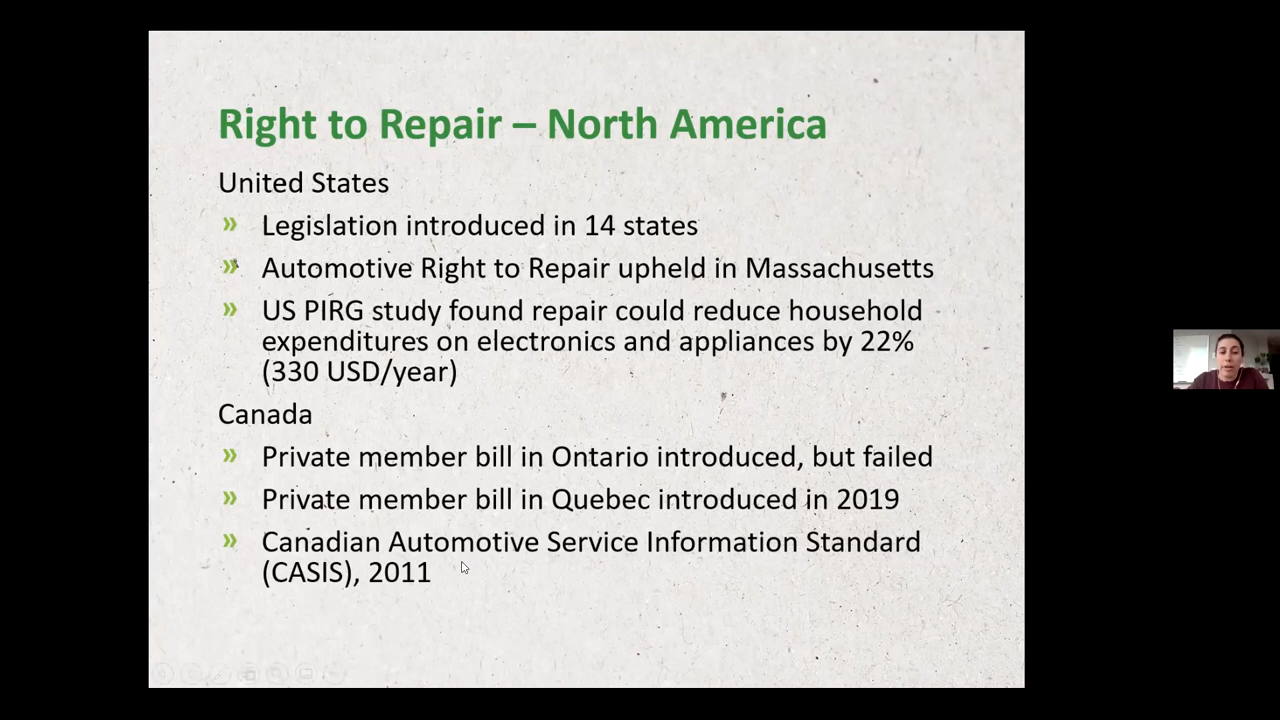 Right to Repair – North America
United States
» Legislation introduced in 14 states
» Automotive Right to Repair upheld in Massachusetts
» US PIRG study found repair could reduce household
expenditures on electronics and appliances by 22%
(330 USD/year)
Canada
» Private member bill in Ontario introduced, but failed
» Private member bill in Quebec introduced in 2019
» Canadian Automotive Service Information Standard
(CASIS), 2011